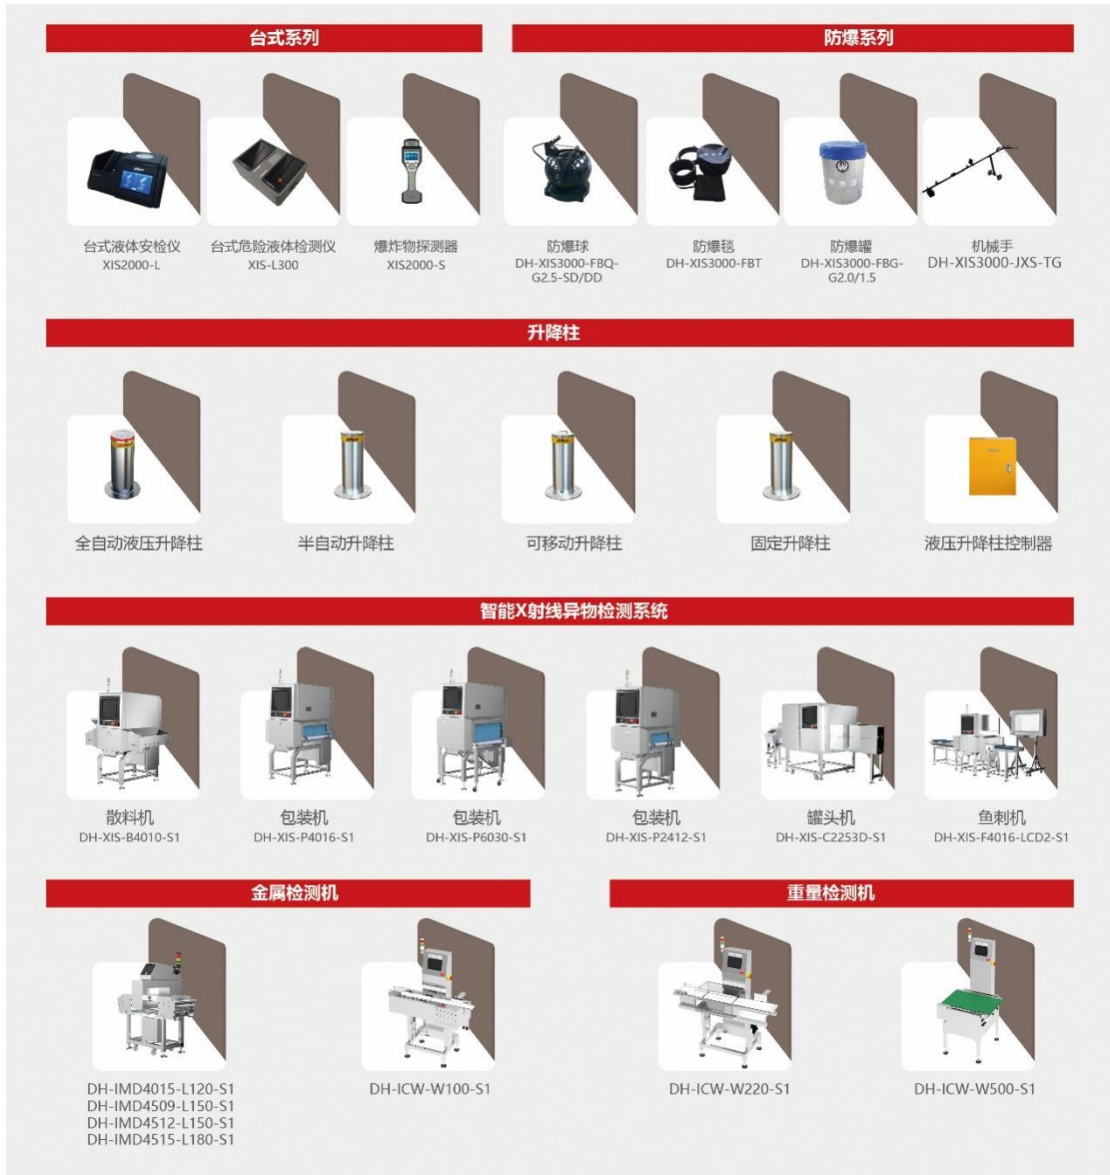 台式系列
防爆系列
台式液体安检仪
XIS2000-L
台式危险液体检测仪
XIS-L300
爆炸物探测器
XIS2000-S
防爆球
DH-XIS3000-FBQ-
G2.5-SD/DD
防爆毯
DH-XIS3000-FBT
防爆罐
DH-XIS3000-FBG-
G2.0/1.5
机械手
DH-XIS3000-JXS-TG
升降柱
全自动液压升降柱
半自动升降柱
可移动升降柱
固定升降柱
液压升降柱控制器
智能X射线异物检测系统
散料机
DH-XIS-B4010-S1
包装机
DH-XIS-P4016-S1
包装机
DH-XIS-P6030-S1
包装机
DH-XIS-P2412-S1
罐头机
DH-XIS-C2253D-S1
鱼刺机
DH-XIS-F4016-LCD2-S1
金属检测机
重量检测机
DH-IMD4015-L120-S1
DH-IMD4509-L150-S1
DH-IMD4512-L150-S1
DH-IMD4515-L180-S1
DH-ICW-W100-S1
DH-ICW-W220-S1
DH-ICW-W500-S1